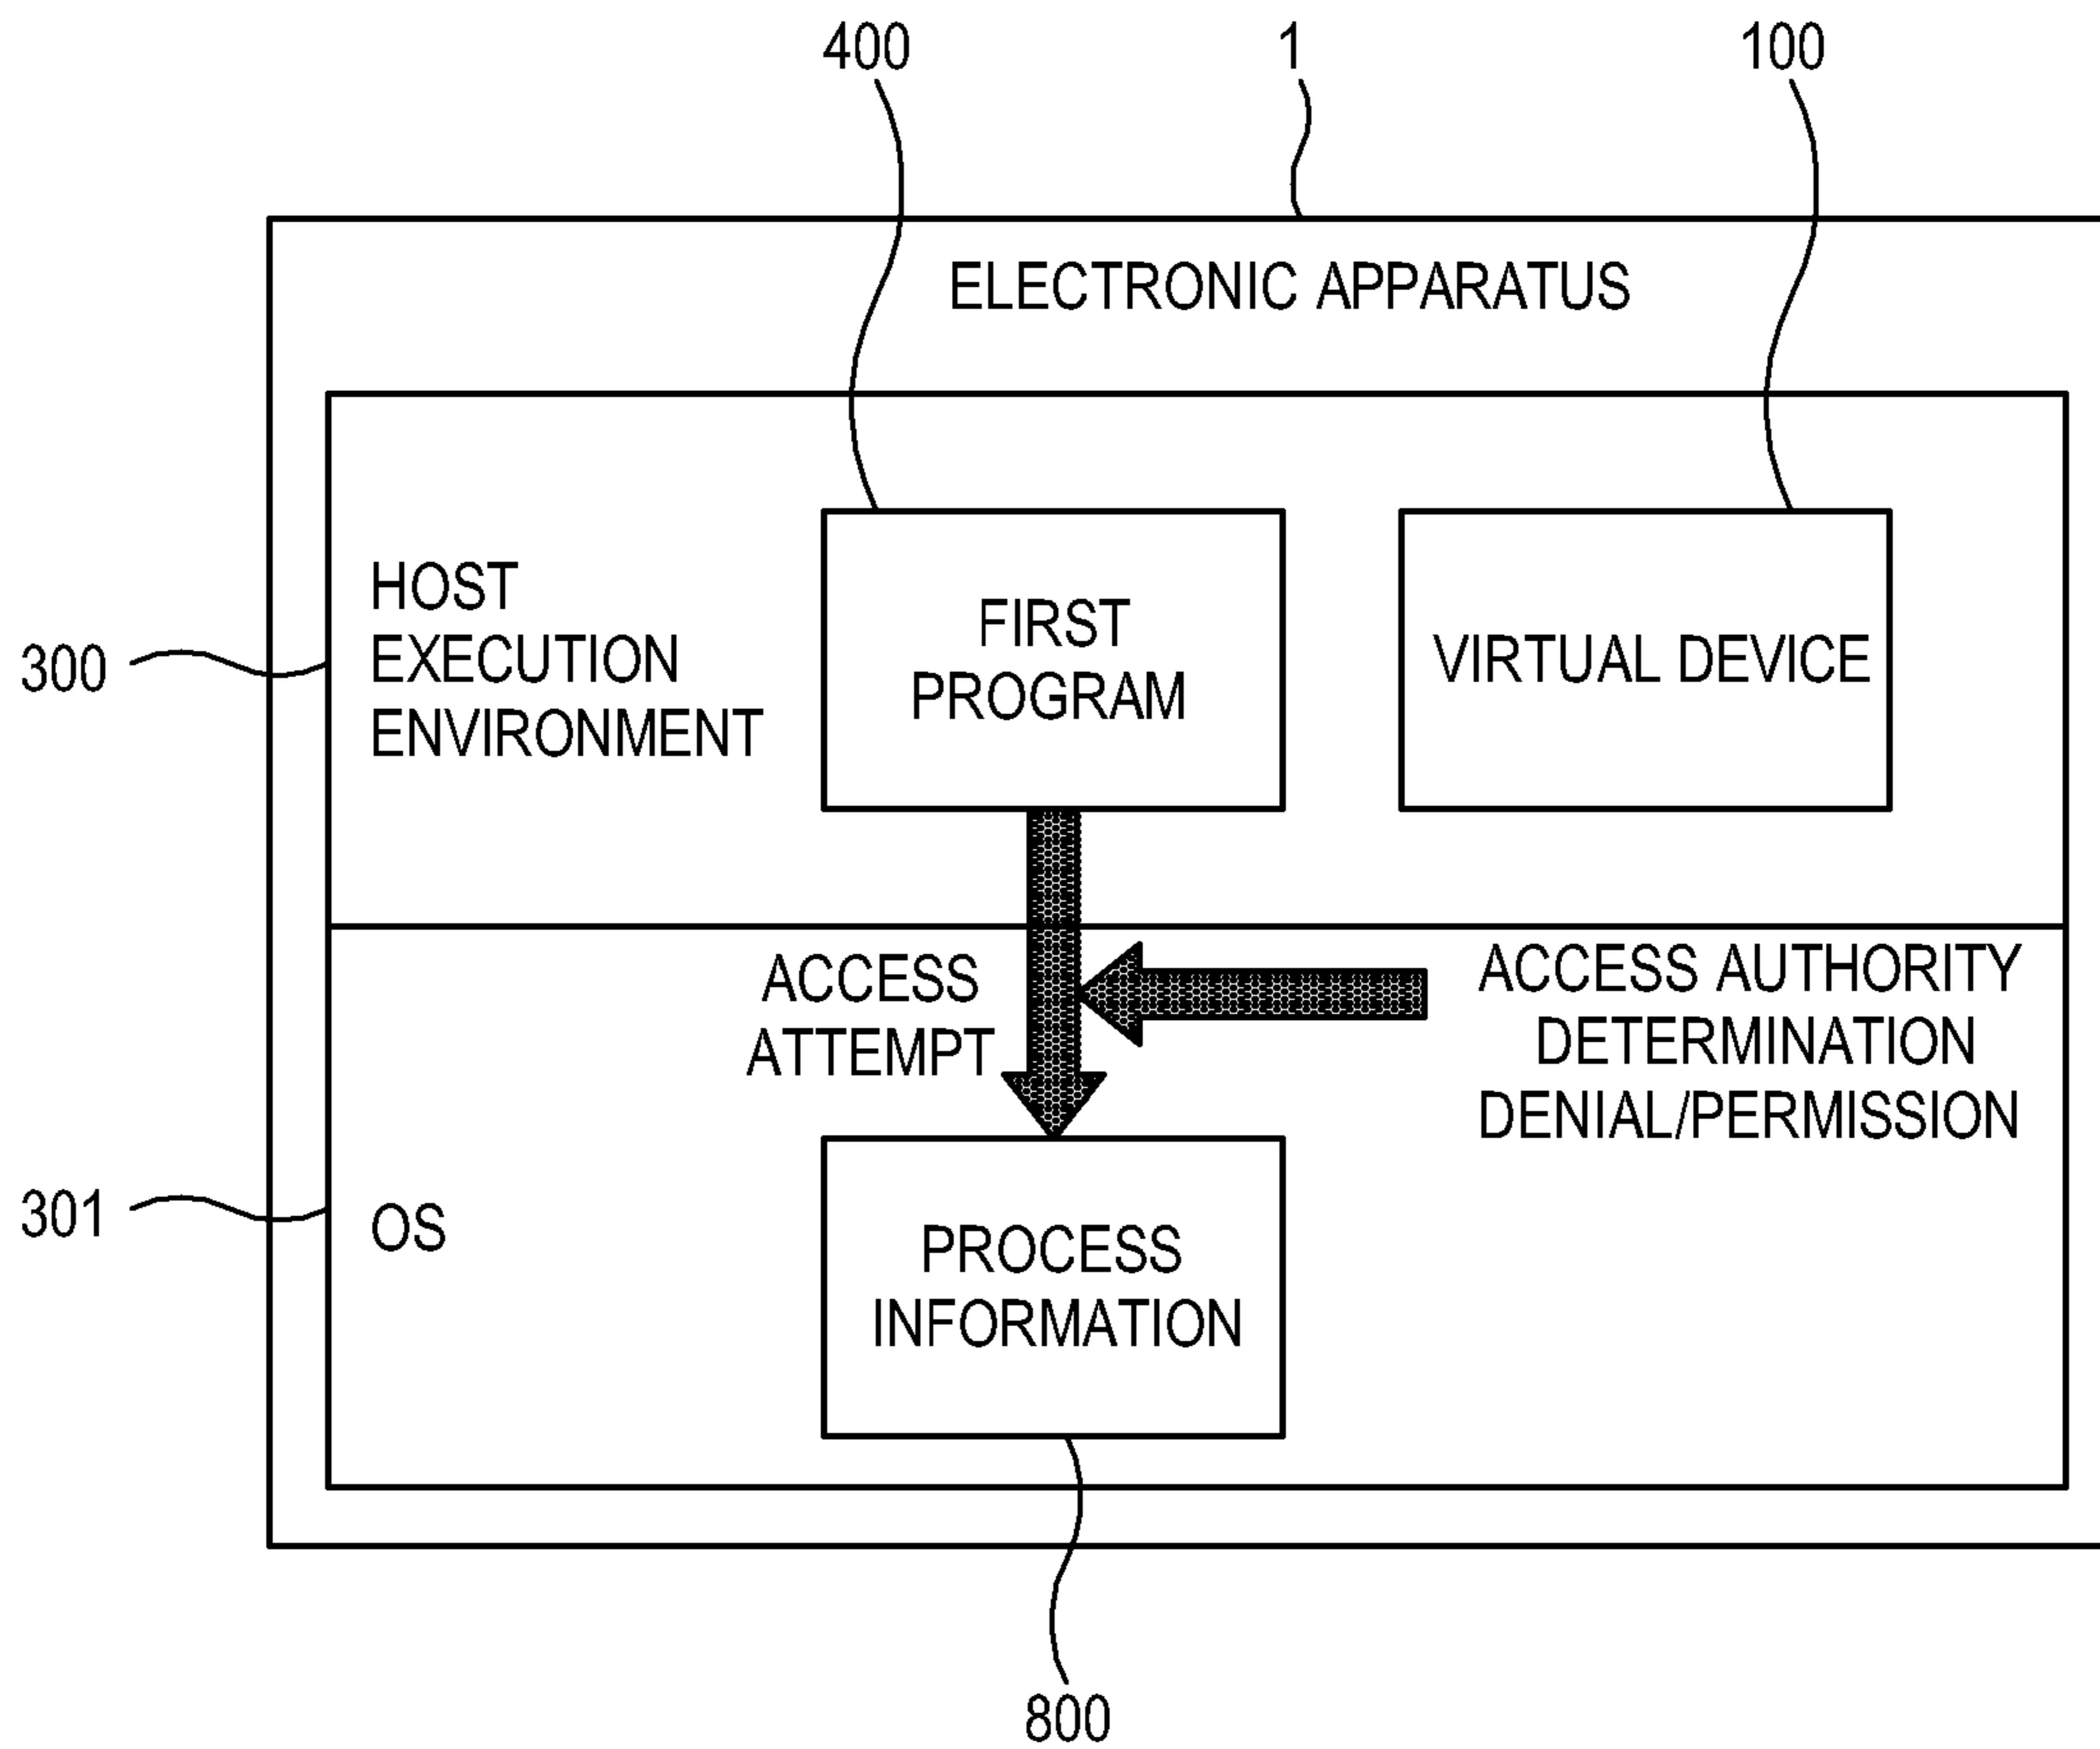 400
1
100
ELECTRONIC APPARATUS
HOST
EXECUTION
ENVIRONMENT
300
FIRST
PROGRAM
VIRTUAL DEVICE
ACCESS
ATTEMPT
ACCESS AUTHORITY
DETERMINATION
DENIAL/PERMISSION
301
OS
PROCESS
INFORMATION
800